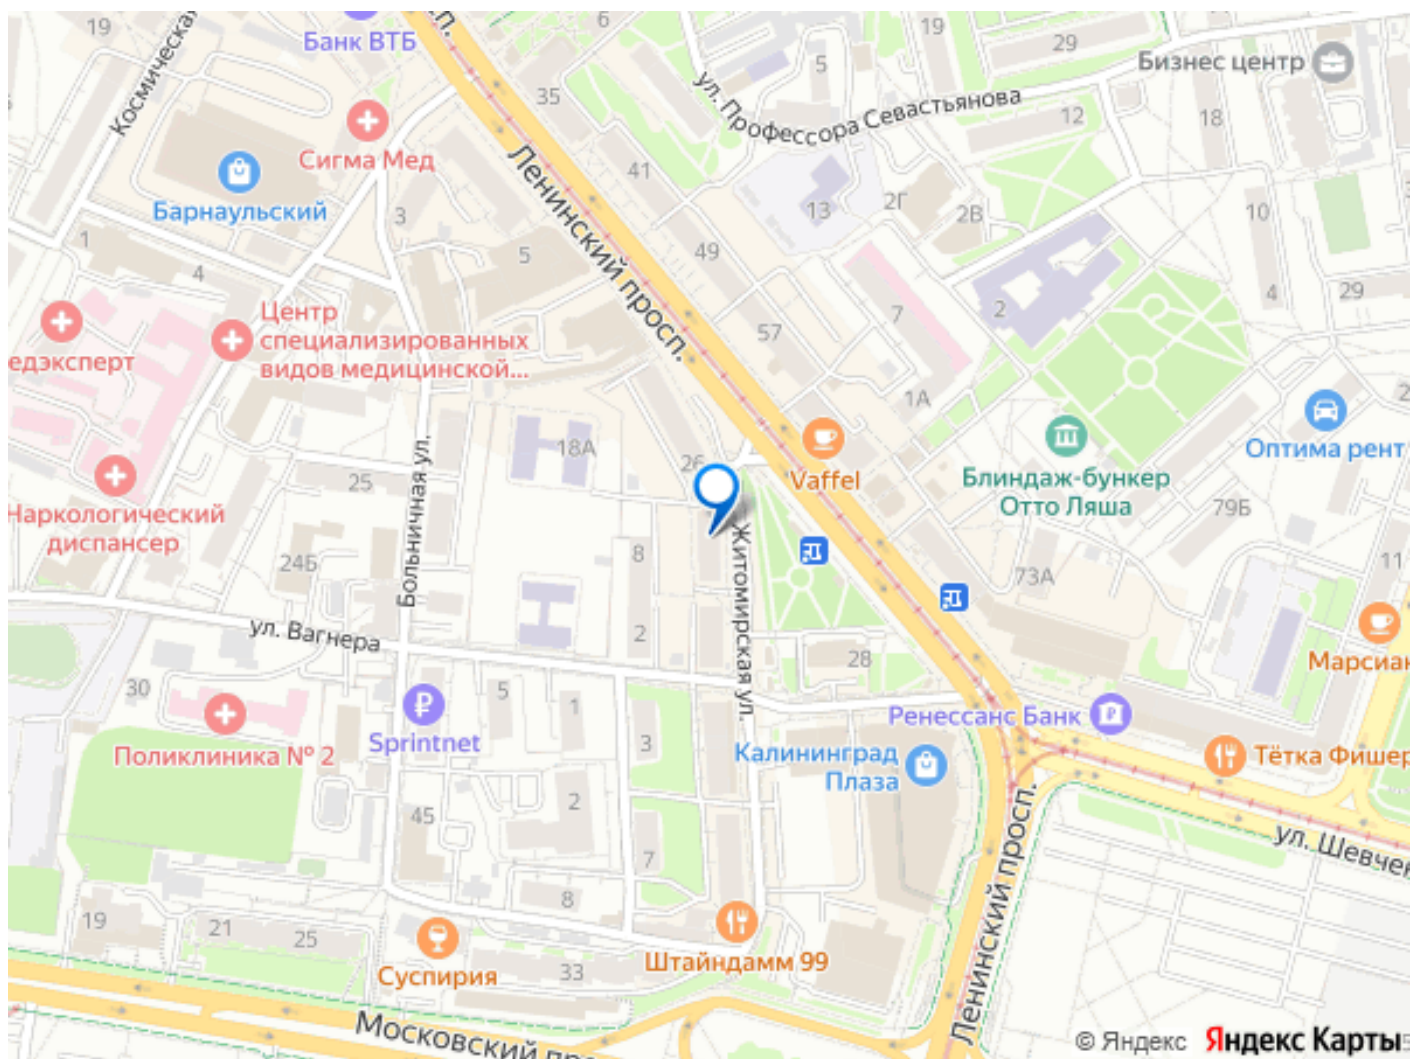 19
Космическая
Банк ВТБ
6
19
29
Бизнес центр
5
35
ул. Профессора Севастьянова
12
18
Сигма Мед
Ленинский просп.
41
Барнаульский
3
13
2Г
2В
10
1
4
5
49
4
29
Центр
специализированных
видов медицинской...
едэксперт
57
7
2
1А
Оптима рент
18А
26
Vaffel
Блиндаж-бункер
Отто Ляша
79Б
25
Больничная ул.
Наркологический
диспансер
24Б
8
Житомирская ул.
73А
11
ул. Вагнера
2
28
Марсиан
30
5
1
Sprintnet
Ренессанс Банк
Поликлиника № 2
3
Калининград
Плаза
Тётка Фишер
45
2
Ленинский просп.
ул. Шевчен
7
8
19
21
25
Суспирия
33
Штайндамм 99
Московский про
© Яндекс Яндекс Карты